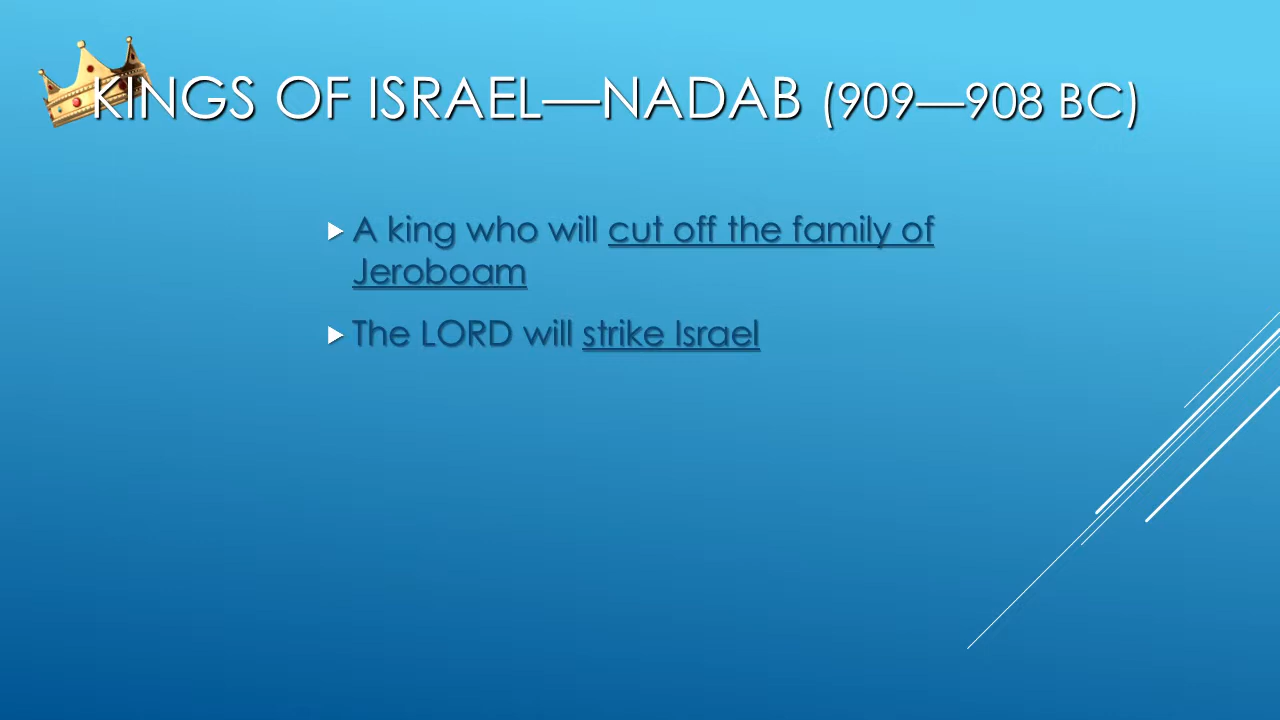 KINGS OF ISRAEL—NADAB (909—908 BC)
A king who will cut off the family of
Jeroboam
The LORD will strike Israel